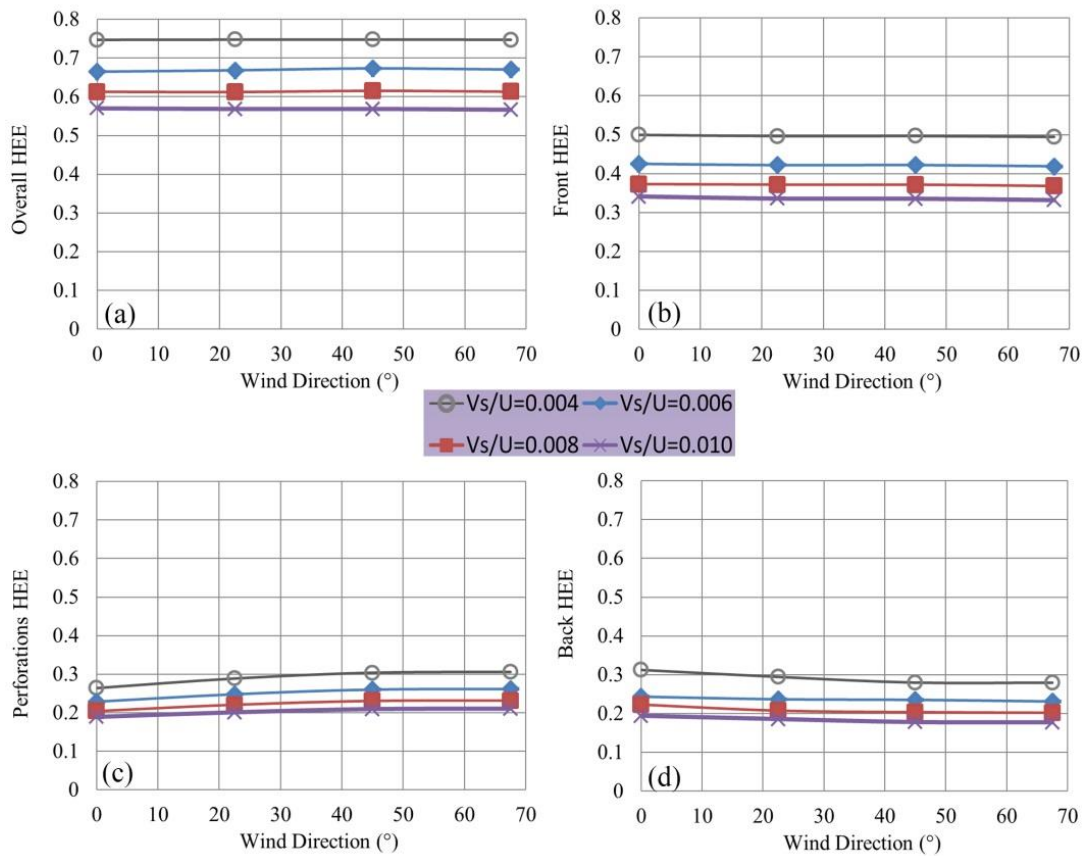 Overall HEE
0.8
0.7
0.6
0.5
0.4
0.3
0.2
0.1
0
(a)
0 10 20 30 40 50 60 70
Wind Direction (°)
Front HEE
0.8
0.7
0.6
0.5
0.4
0.3
0.2
0.1
0
(b)
0 10 20 30 40 50 60 70
Wind Direction (°)
Vs/U=0.004 Vs/U=0.006
Vs/U=0.008 Vs/U=0.010
Perforations HEE
0.8
0.7
0.6
0.5
0.4
0.3
0.2
0.1
0
(c)
0 10 20 30 40 50 60 70
Wind Direction (°)
Back HEE
0.8
0.7
0.6
0.5
0.4
0.3
0.2
0.1
0
(d)
0 10 20 30 40 50 60 70
Wind Direction (°)